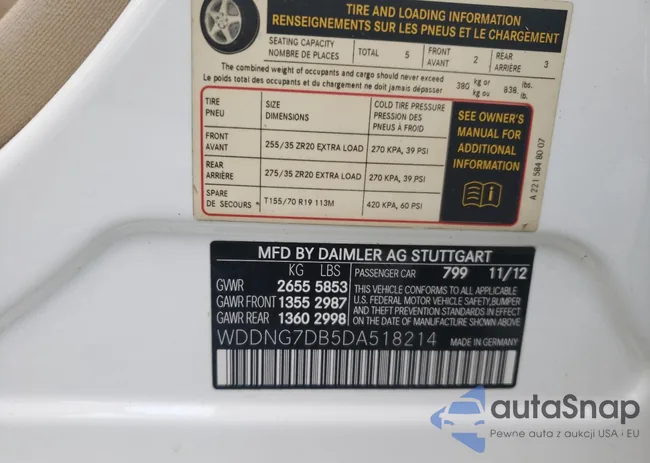 TIRE AND LOADING INFORMATION
RENSEIGNEMENTS SUR LES PNEUS ET LE CHARGEMENT
SEATING CAPACITY
NOMBRE DE PLACES
TOTAL 5
FRONT
AVANT
2
REAR
ARRIÈRE
3
The combined weight of occupants and cargo should never exceed
Le poids total des occupants et du chargement ne doit jamais dépasser
380 kg or
kg ou
838 lbs.
lb.
TIRE
PNEU
SIZE
DIMENSIONS
COLD TIRE PRESSURE
PRESSION DES
PNEUS À FROID
FRONT
AVANT
255/35 ZR20 EXTRA LOAD
270 KPA, 39 PSI
REAR
ARRIÈRE
275/35 ZR20 EXTRA LOAD
270 KPA, 39 PSI
SPARE
DE SECOURS
T155/70 R19 113M
420 KPA, 60 PSI
SEE OWNER'S
MANUAL FOR
ADDITIONAL
INFORMATION
A 221 584 80 07
MFD BY DAIMLER AG STUTTGART
KG LBS
GVWR 2655 5853
GAWR FRONT 1355 2987
GAWR REAR 1360 2998
PASSENGER CAR 799 11/12
THIS VEHICLE CONFORMS TO ALL APPLICABLE
U.S. FEDERAL MOTOR VEHICLE SAFETY,BUMPER
AND THEFT PREVENTION STANDARDS IN EFFECT
ON THE DATE OF MANUFACTURE SHOWN ABOVE.
WDDNG7DB5DA518214
MADE IN GERMANY
autaSnap
Pewne auta z aukcji USA i EU